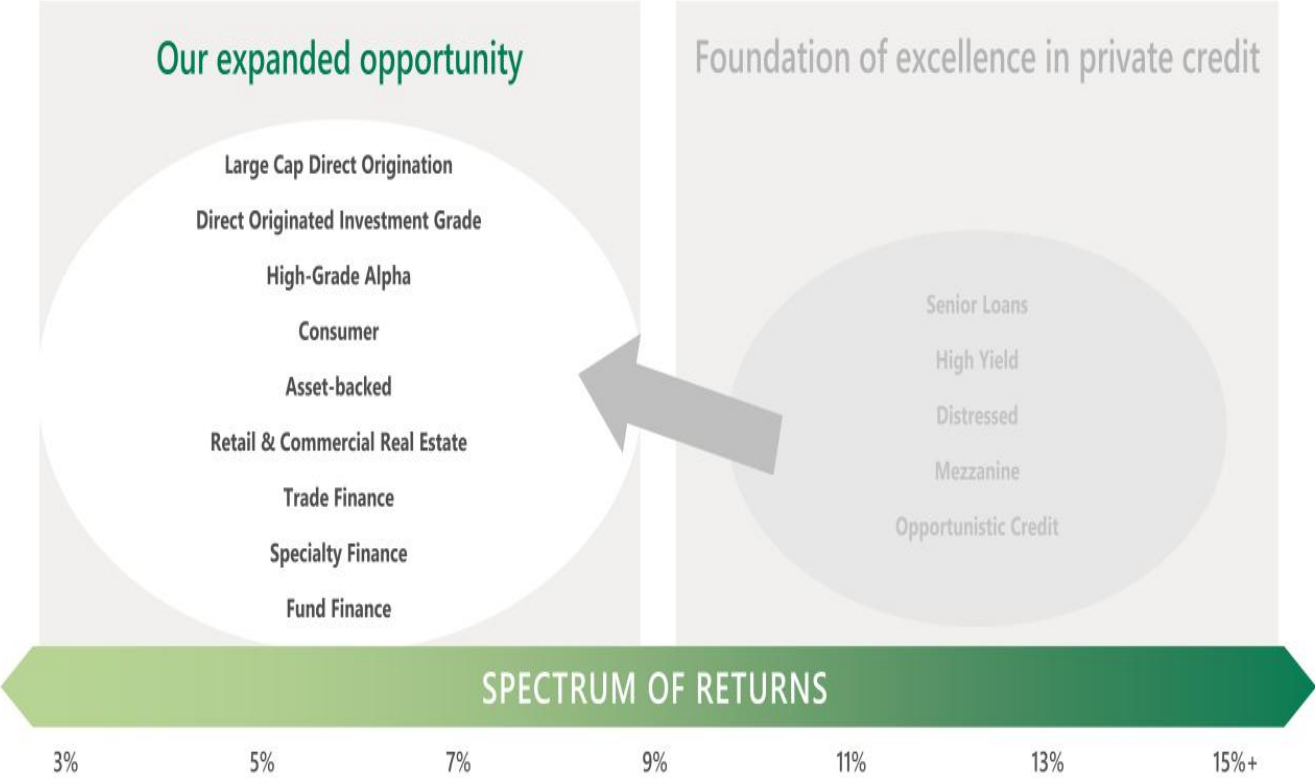 Our expanded opportunity
Large Cap Direct Origination
Direct Originated Investment Grade
High-Grade Alpha
Consumer
Asset-backed
Retail & Commercial Real Estate
Trade Finance
Specialty Finance
Fund Finance
Foundation of excellence in private credit
Senior Loans
High Yield
Distressed
Mezzanine
Opportunistic Credit
SPECTRUM OF RETURNS
3% 5% 7% 9% 11% 13% 15%+